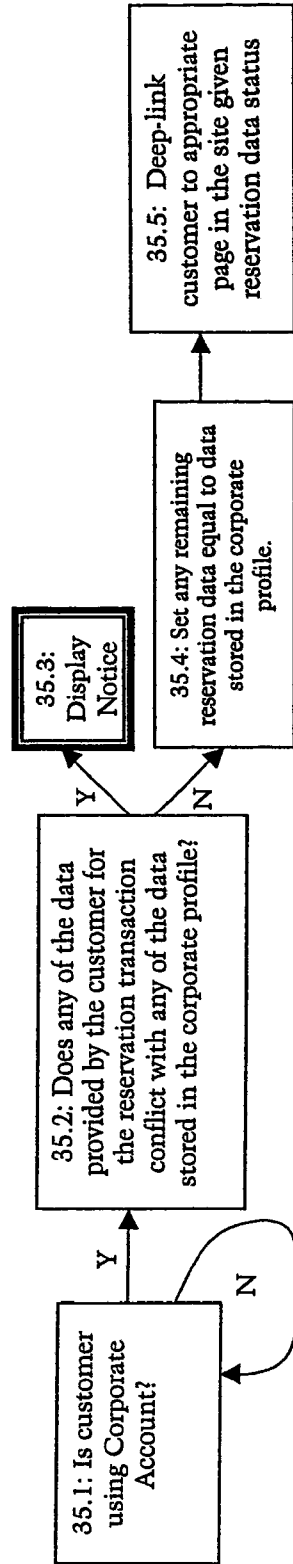 35.1: Is customer
using Corporate
Account?
Y
N
35.2: Does any of the data
provided by the customer for
the reservation transaction
conflict with any of the data
stored in the corporate profile?
Y
N
35.3:
Display
Notice
35.4: Set any remaining
reservation data equal to data
stored in the corporate
profile.
35.5: Deep-link
customer to appropriate
page in the site given
reservation data status